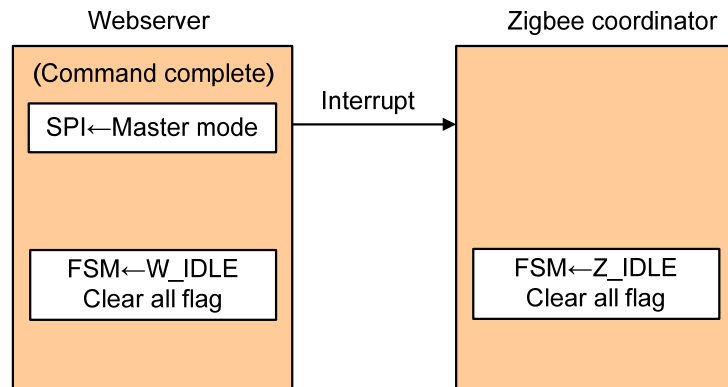 Webserver
Zigbee coordinator
(Command complete)
Interrupt
SPI←Master mode
FSM←W_IDLE
Clear all flag
FSM←Z_IDLE
Clear all flag